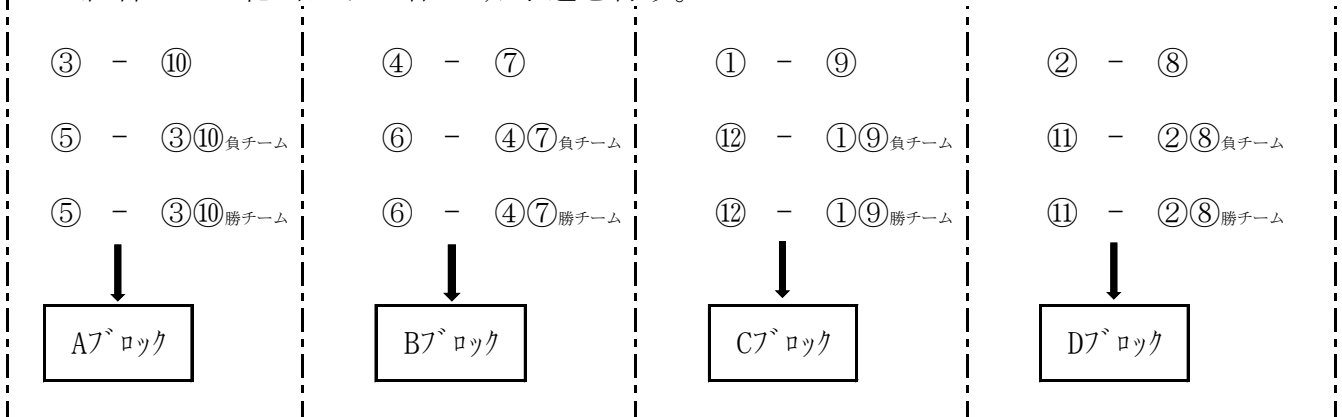 ③ － ⑩ ④ － ⑦ ① － ⑨ ② － ⑧
⑤ － ③⑩負チーム ⑥ － ④⑦負チーム ⑫ － ①⑨負チーム ⑪ － ②⑧負チーム
⑤ － ③⑩勝チーム ⑥ － ④⑦勝チーム ⑫ － ①⑨勝チーム ⑪ － ②⑧勝チーム
Aﾌﾞﾛｯｸ Bﾌﾞﾛｯｸ Cﾌﾞﾛｯｸ Dﾌﾞﾛｯｸ